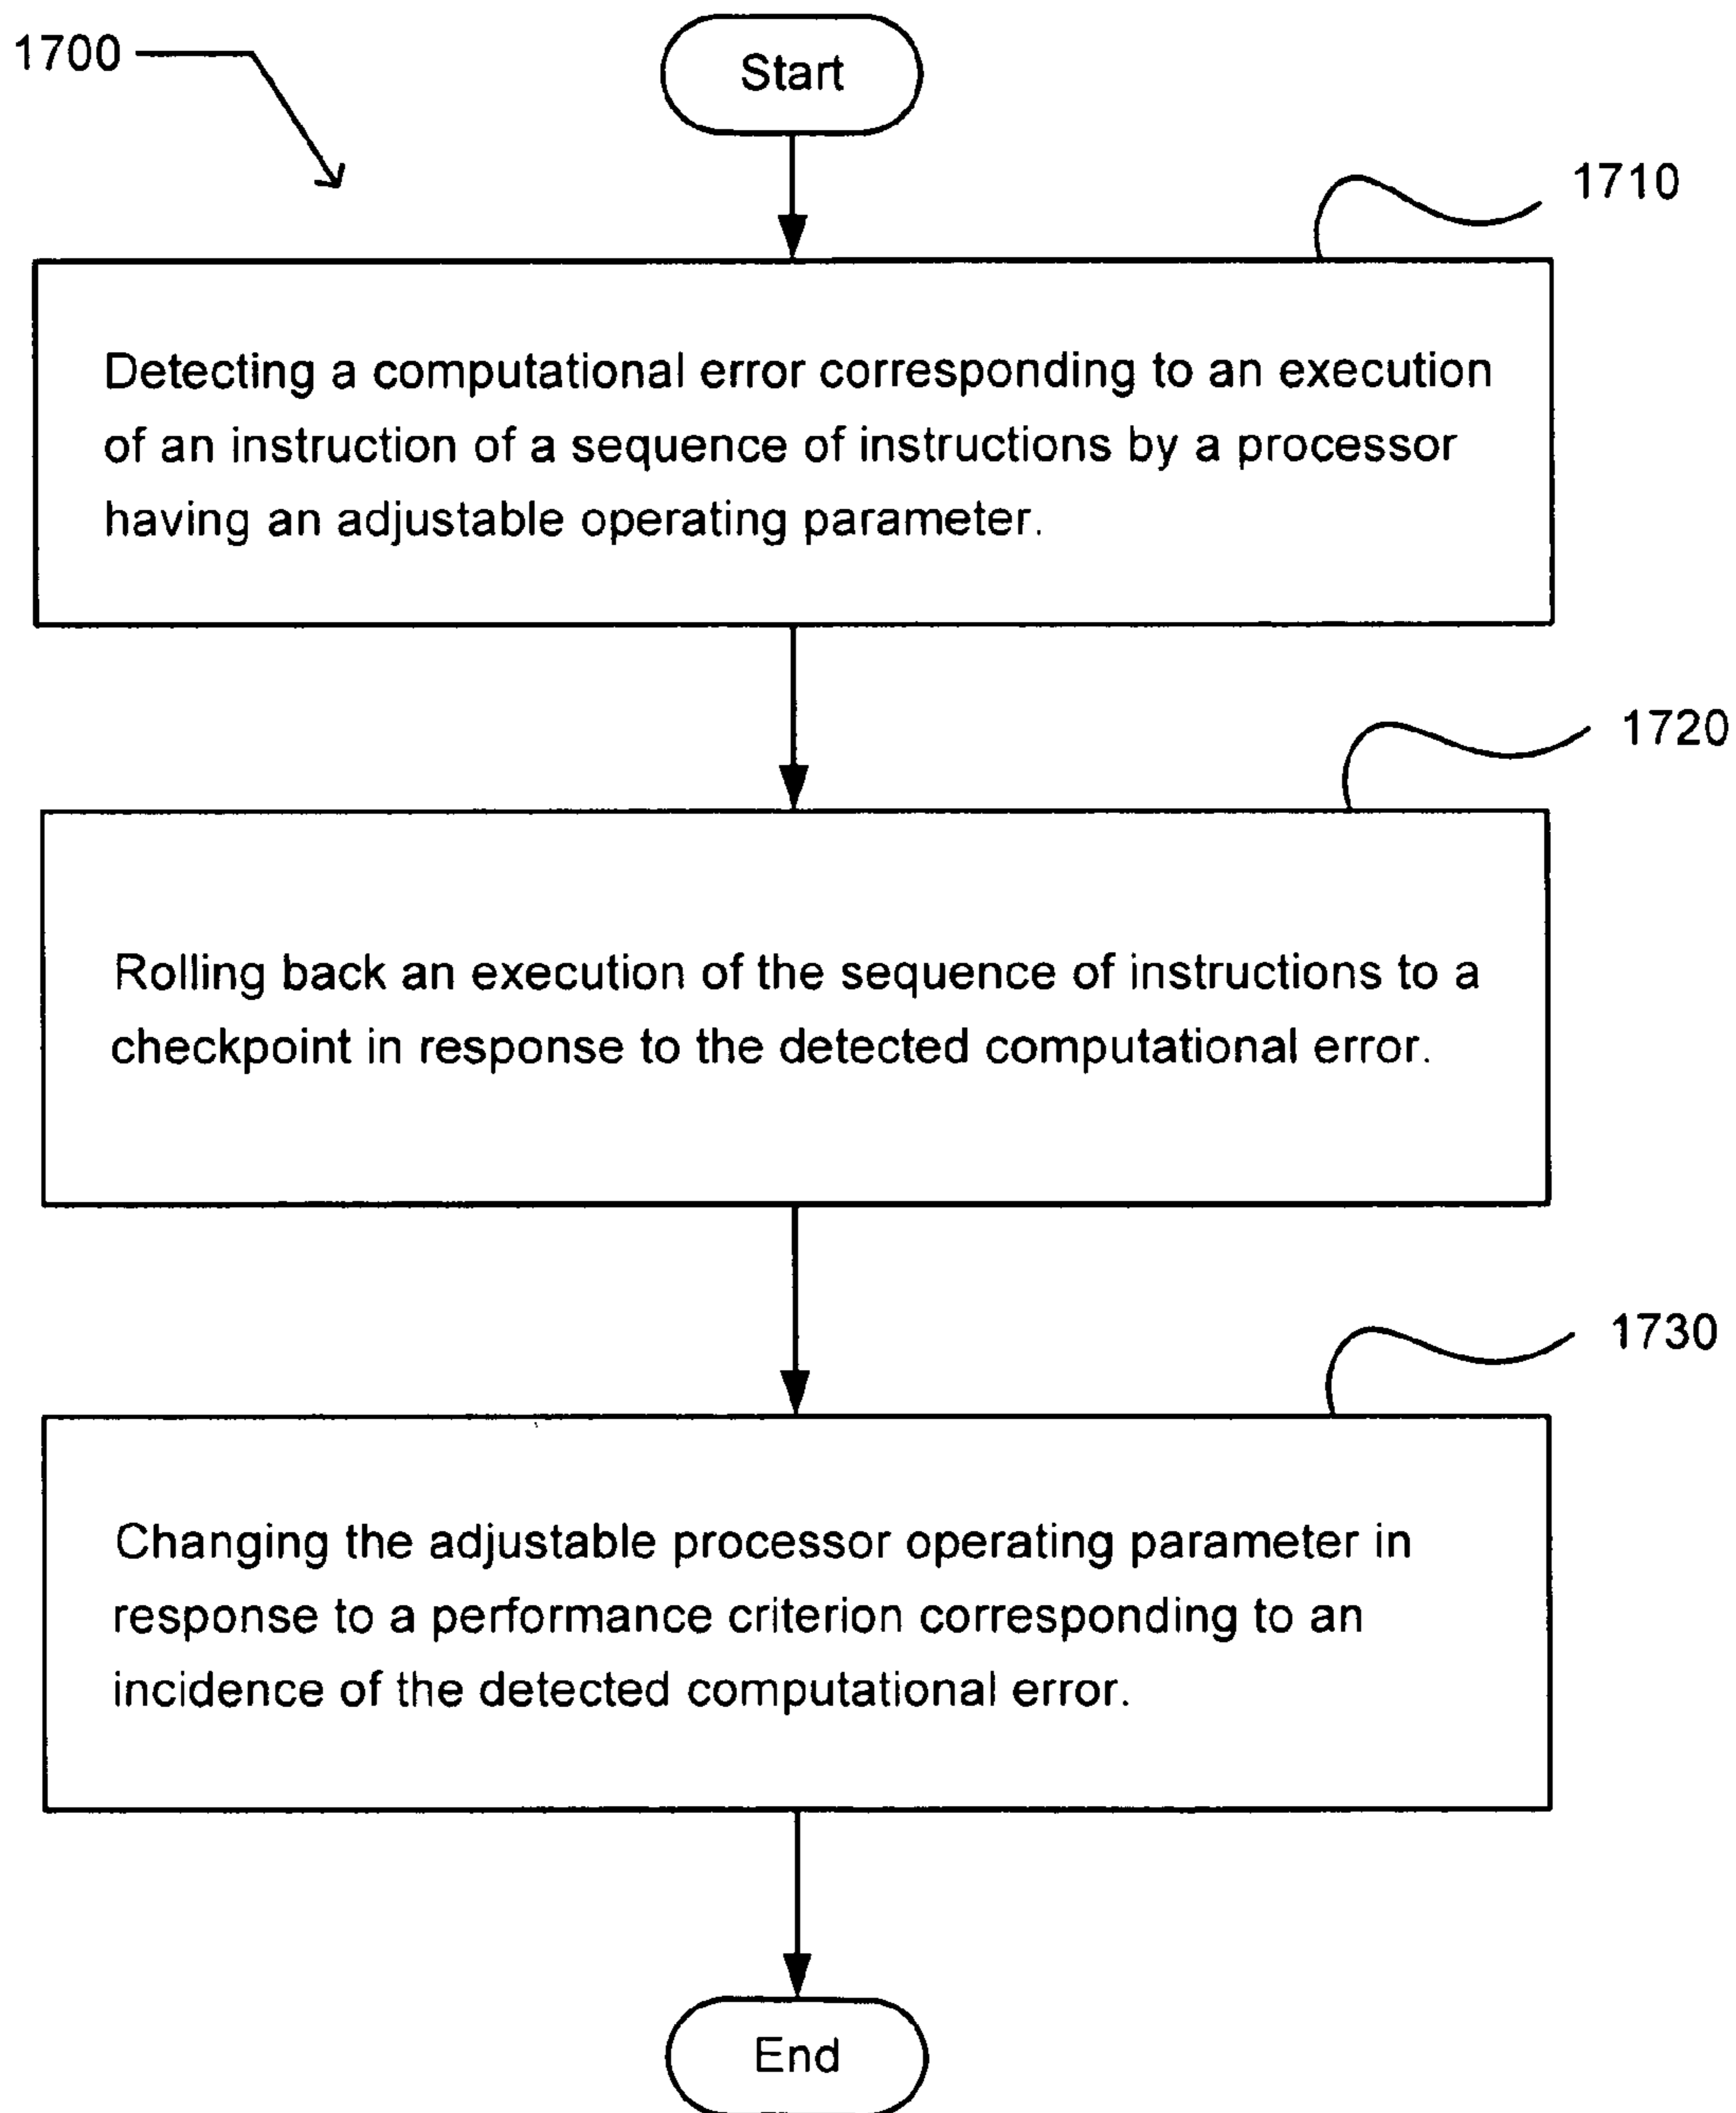 1700
Start
1710
Detecting a computational error corresponding to an execution
of an instruction of a sequence of instructions by a processor
having an adjustable operating parameter.
1720
Rolling back an execution of the sequence of instructions to a
checkpoint in response to the detected computational error.
1730
Changing the adjustable processor operating parameter in
response to a performance criterion corresponding to an
incidence of the detected computational error.
End